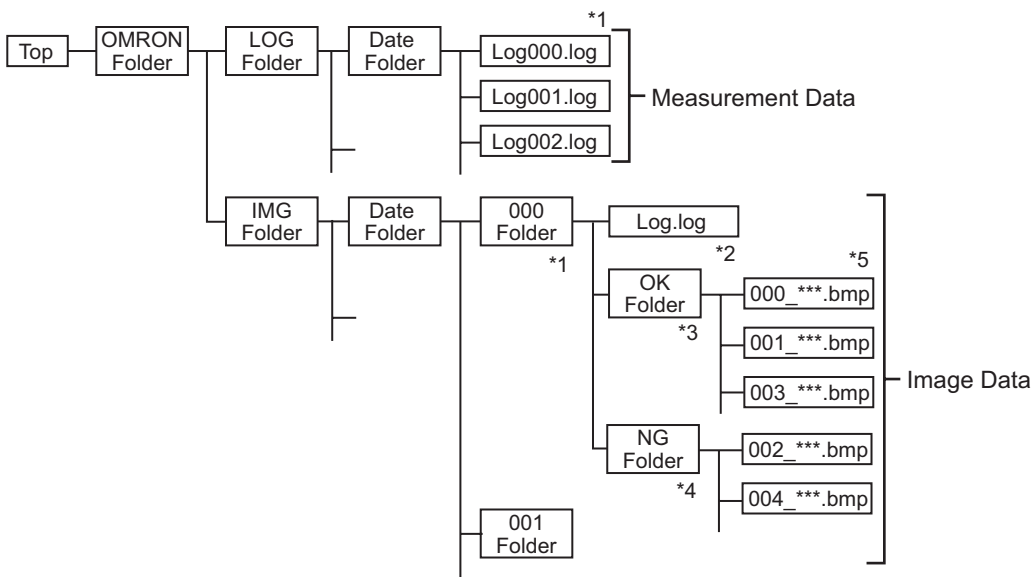 *1
Top
OMRON
Folder
LOG
Folder
Date
Folder
Log000.log
Log001.log
Log002.log
Measurement Data
IMG
Folder
Date
Folder
000
Folder
*1
Log.log
*2
OK
Folder
*3
*5
000_***.bmp
001_***.bmp
003_***.bmp
Image Data
NG
Folder
*4
002_***.bmp
004_***.bmp
001
Folder